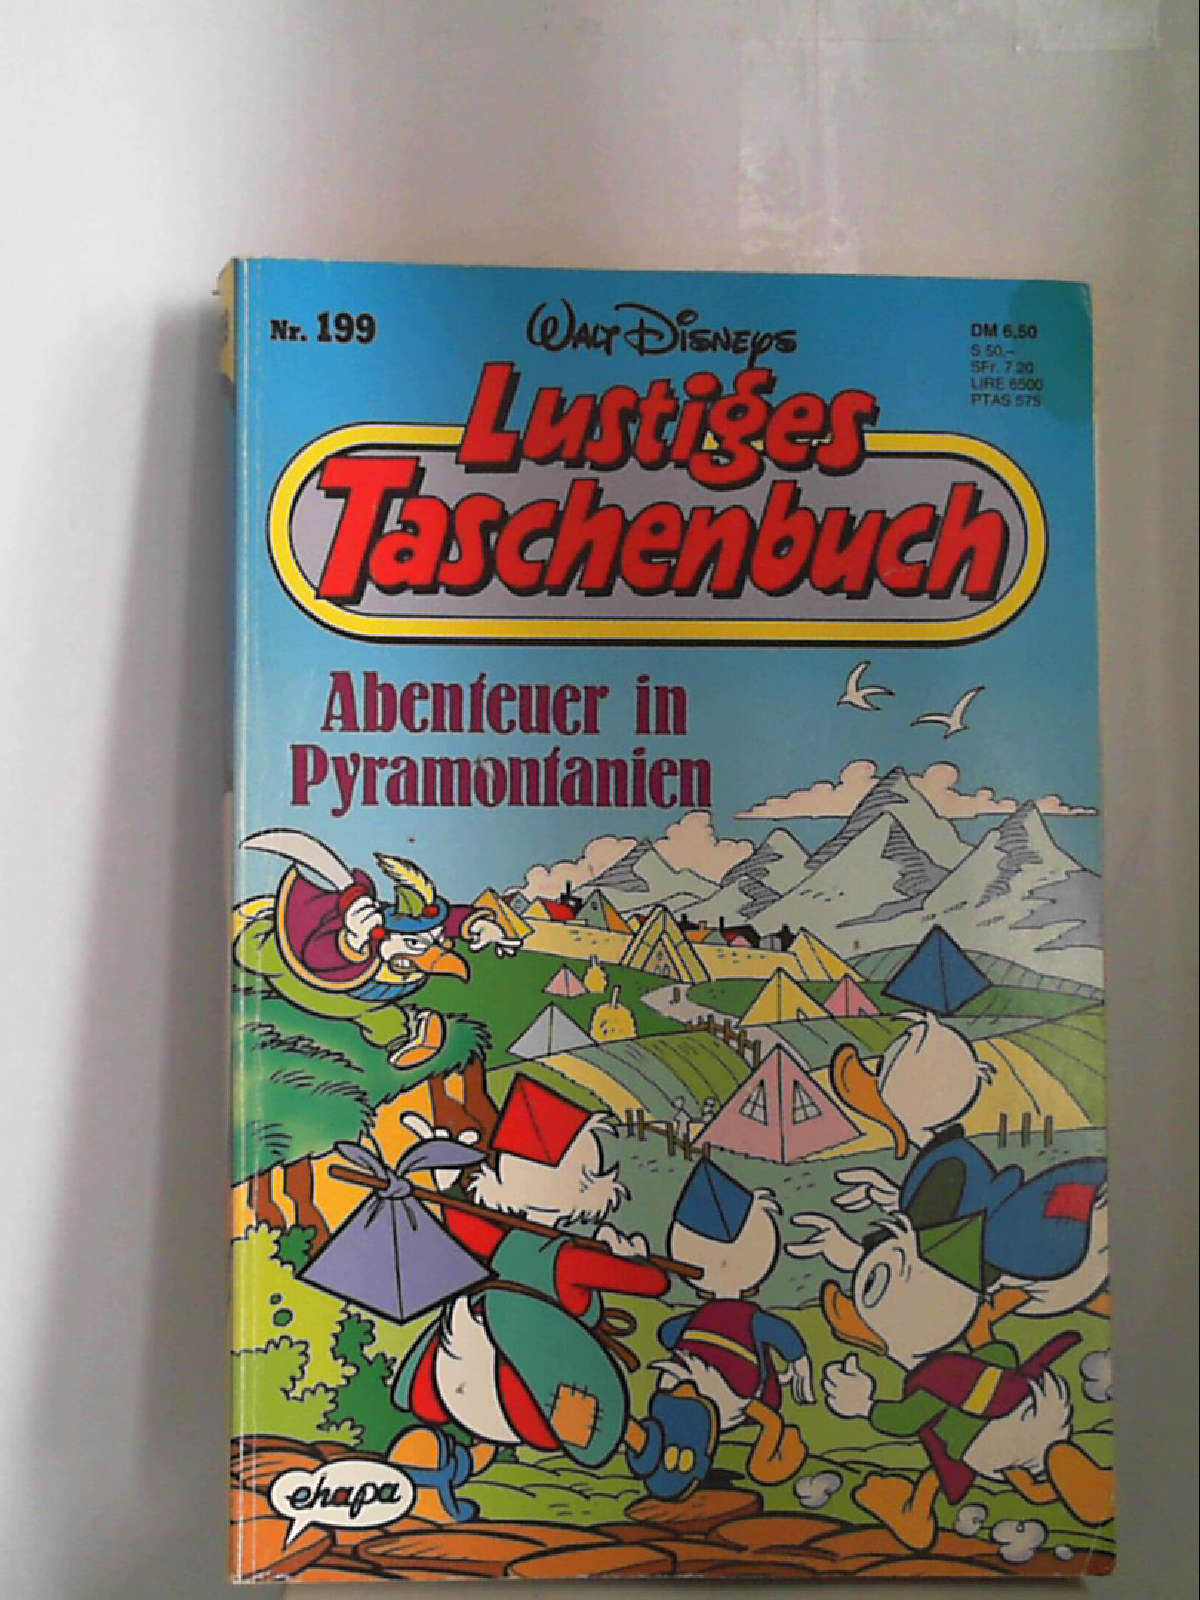 Nr. 199
WALT DISNEYS
DM 6,50
S 50,–
SFr. 7.20
LIRE 6500
PTAS 575
Lustiges
Taschenbuch
Abenteuer in
Pyramontanien
ehapa